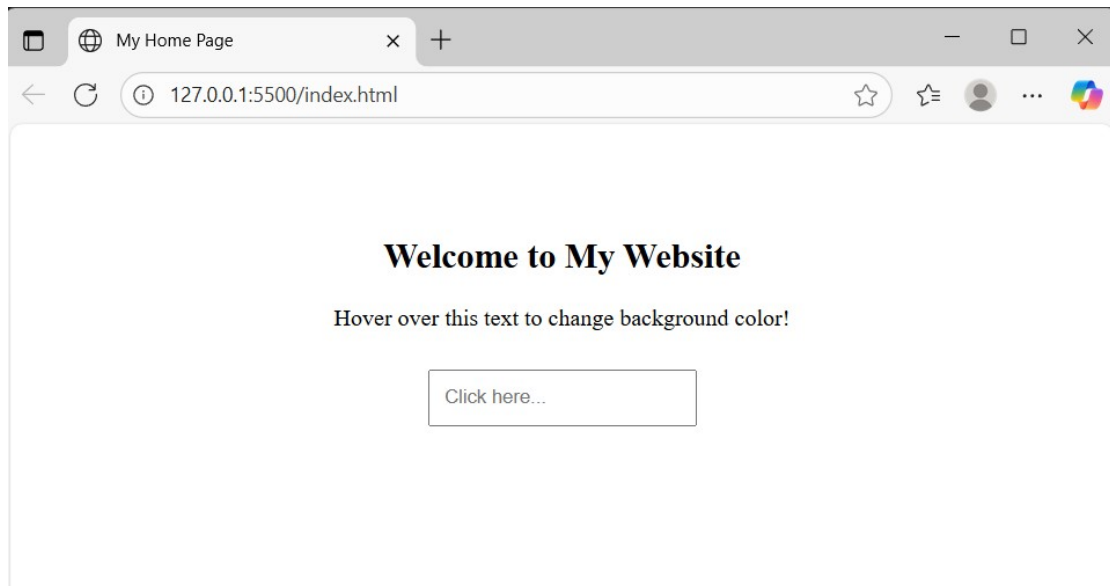 My Home Page
127.0.0.1:5500/index.html
Welcome to My Website
Hover over this text to change background color!
Click here...